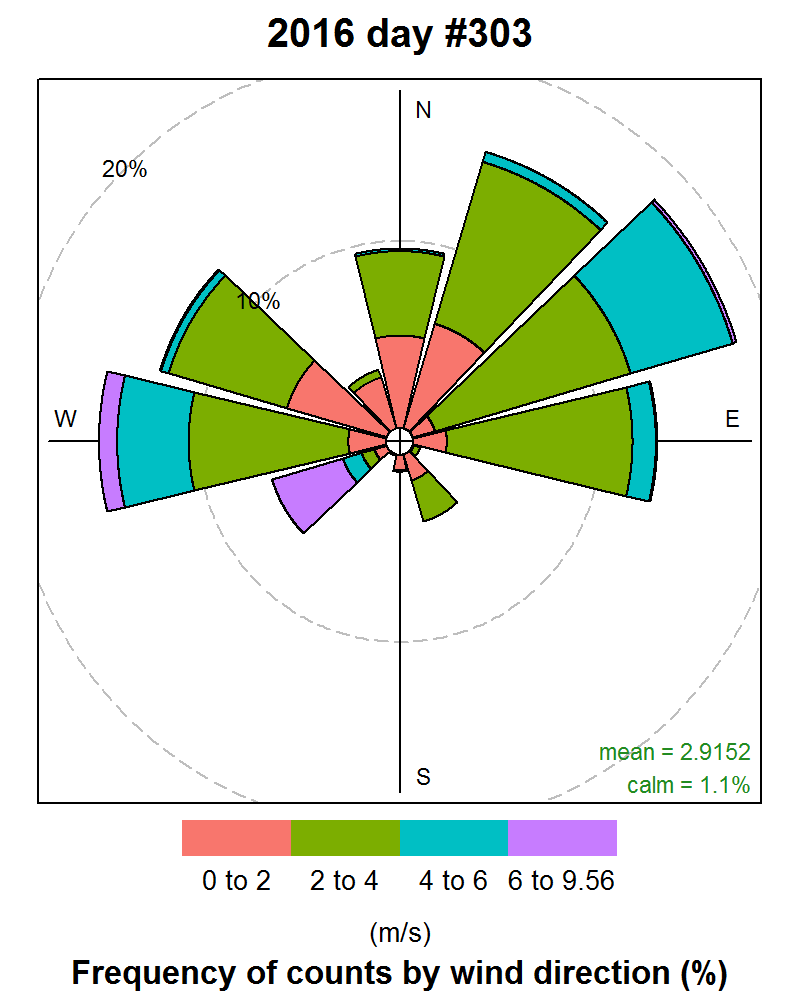 2016 day #303
N
20%
10%
W
E
mean = 2.9152
S
calm = 1.1%
0 to 2 2 to 4 4 to 6 6 to 9.56
(m/s)
Frequency of counts by wind direction (%)